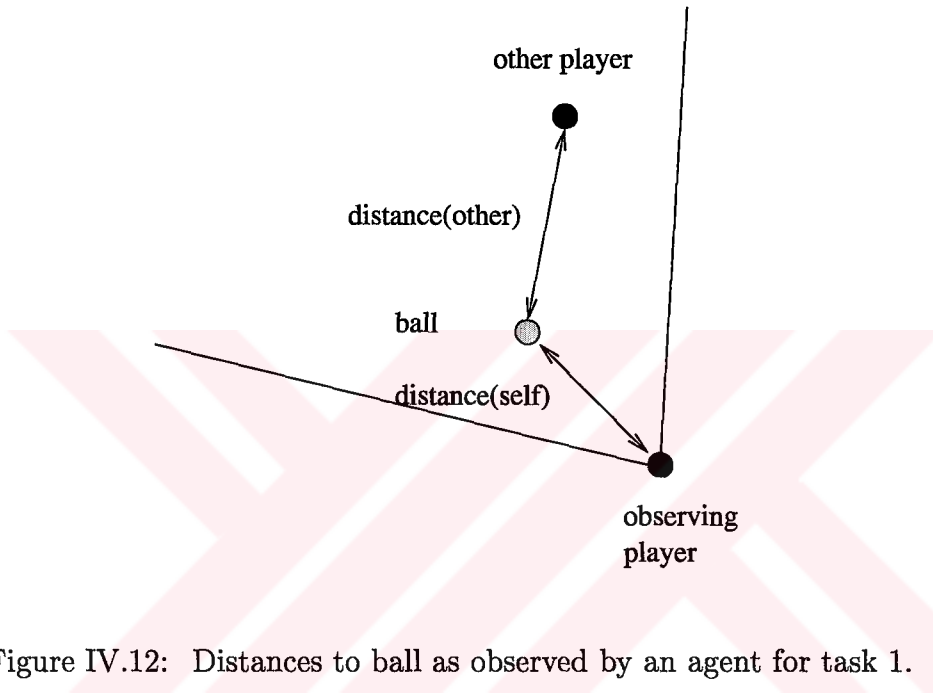 other player
distance(other)
ball
distance(self)
observing
player
Figure IV.12: Distances to ball as observed by an agent for task 1.